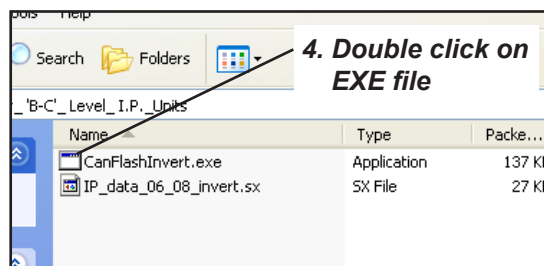 Tools Help
Search Folders
4. Double click on
EXE file
_'B-C'_Level_I.P._Units
Name Type Packe...
CanFlashInvert.exe Application 137 K
IP_data_06_08_invert.sx SX File 27 K